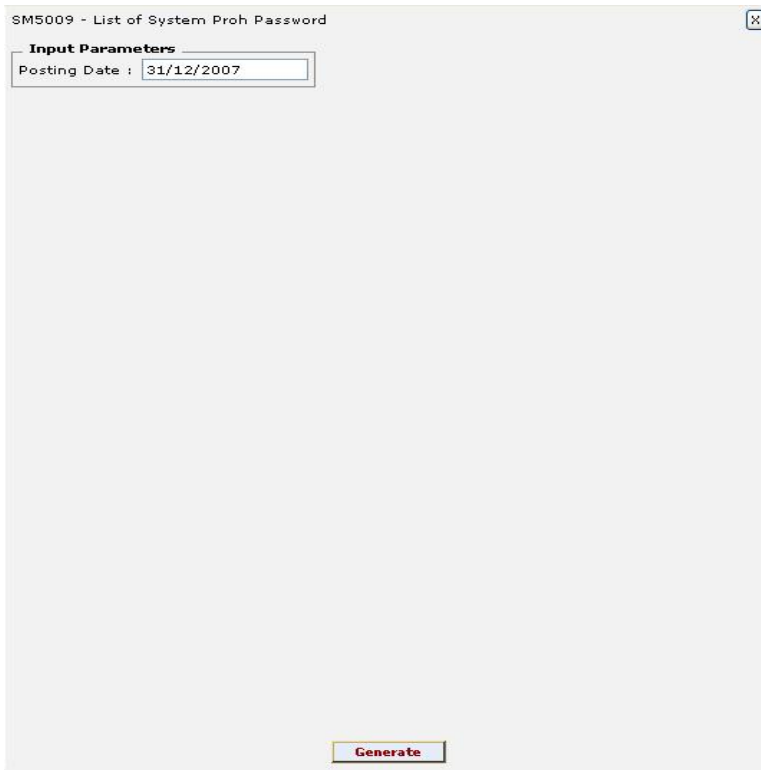 SM5009 - List of System Proh Password X
Input Parameters
Posting Date : 31/12/2007
Generate